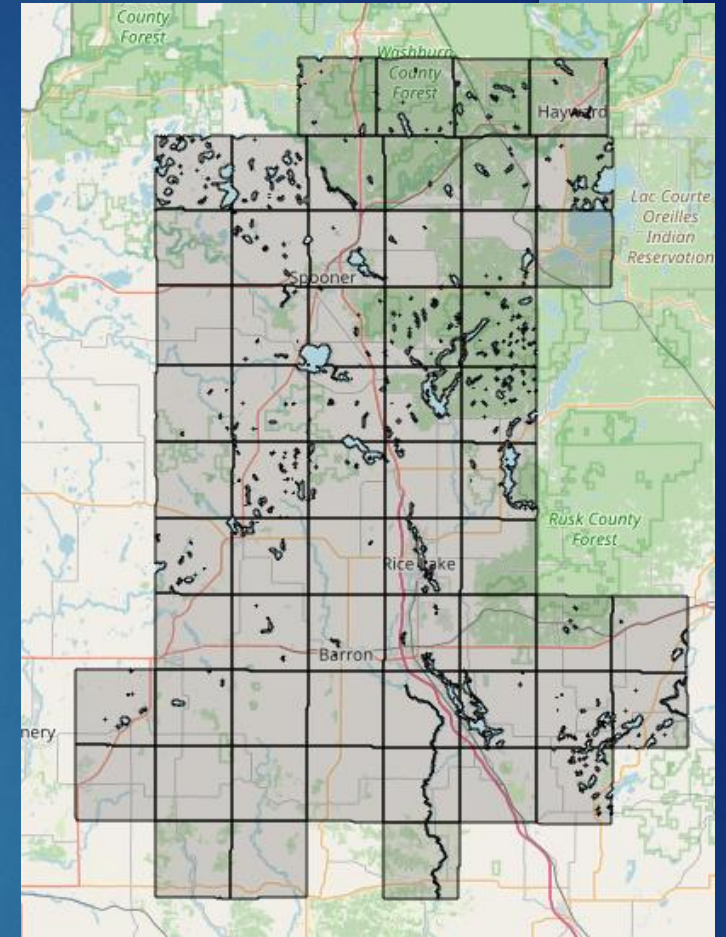 County
Forest
Washburn
County
Forest
Hayward
Lac Courte
Oreilles
Indian
Reservation
Spooner
Rusk County
Forest
Rice Lake
Barron
nery